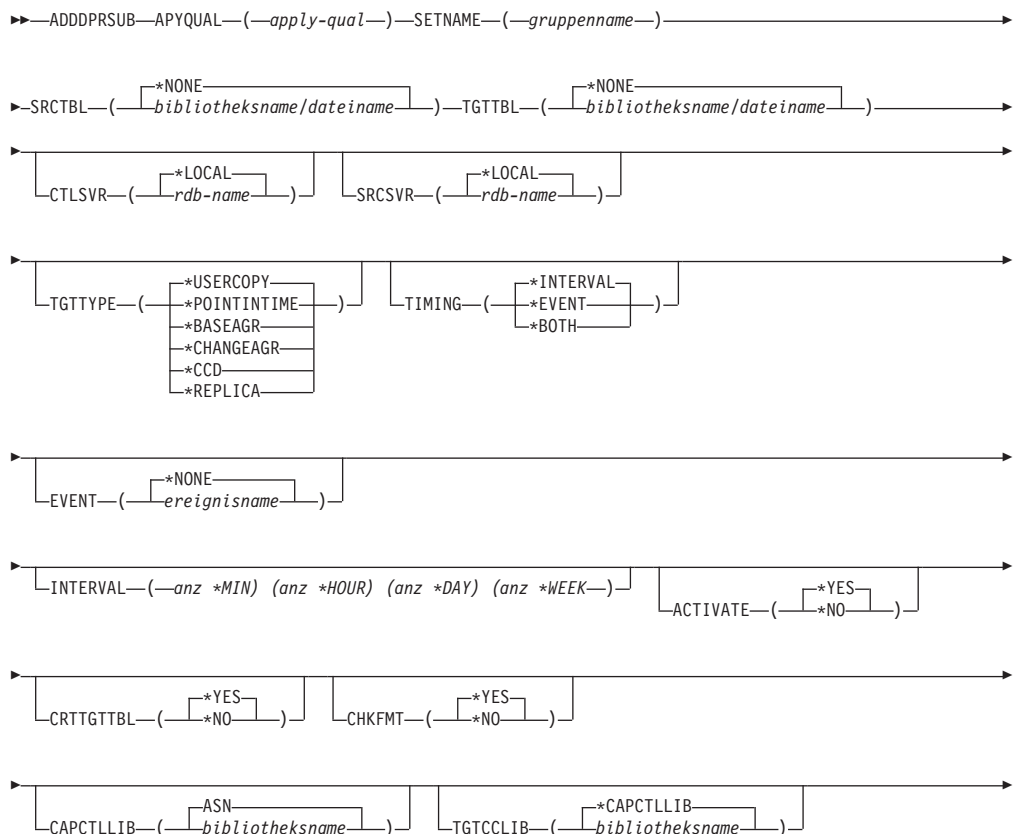 ADDDPRSUB APYQUAL ( apply-qual ) SETNAME ( gruppenname )
*NONE *NONE
SRCTBL ( bibliotheksname/dateiname ) TGTTBL ( bibliotheksname/dateiname )
*LOCAL *LOCAL
CTLSVR ( rdb-name ) SRCSVR ( rdb-name )
*USERCOPY *INTERVAL
TGTTYPE ( *POINTINTIME ) TIMING ( *EVENT )
*BASEAGR *BOTH
*CHANGEAGR
*CCD
*REPLICA
*NONE
EVENT ( ereignisname )
INTERVAL ( anz *MIN) (anz *HOUR) (anz *DAY) (anz *WEEK ) *YES
ACTIVATE ( *NO )
*YES *YES
CRTTGTTBL ( *NO ) CHKFMT ( *NO )
ASN *CAPCTLLIB
CAPCTLLIB ( bibliotheksname ) TGTCCLIB ( bibliotheksname )